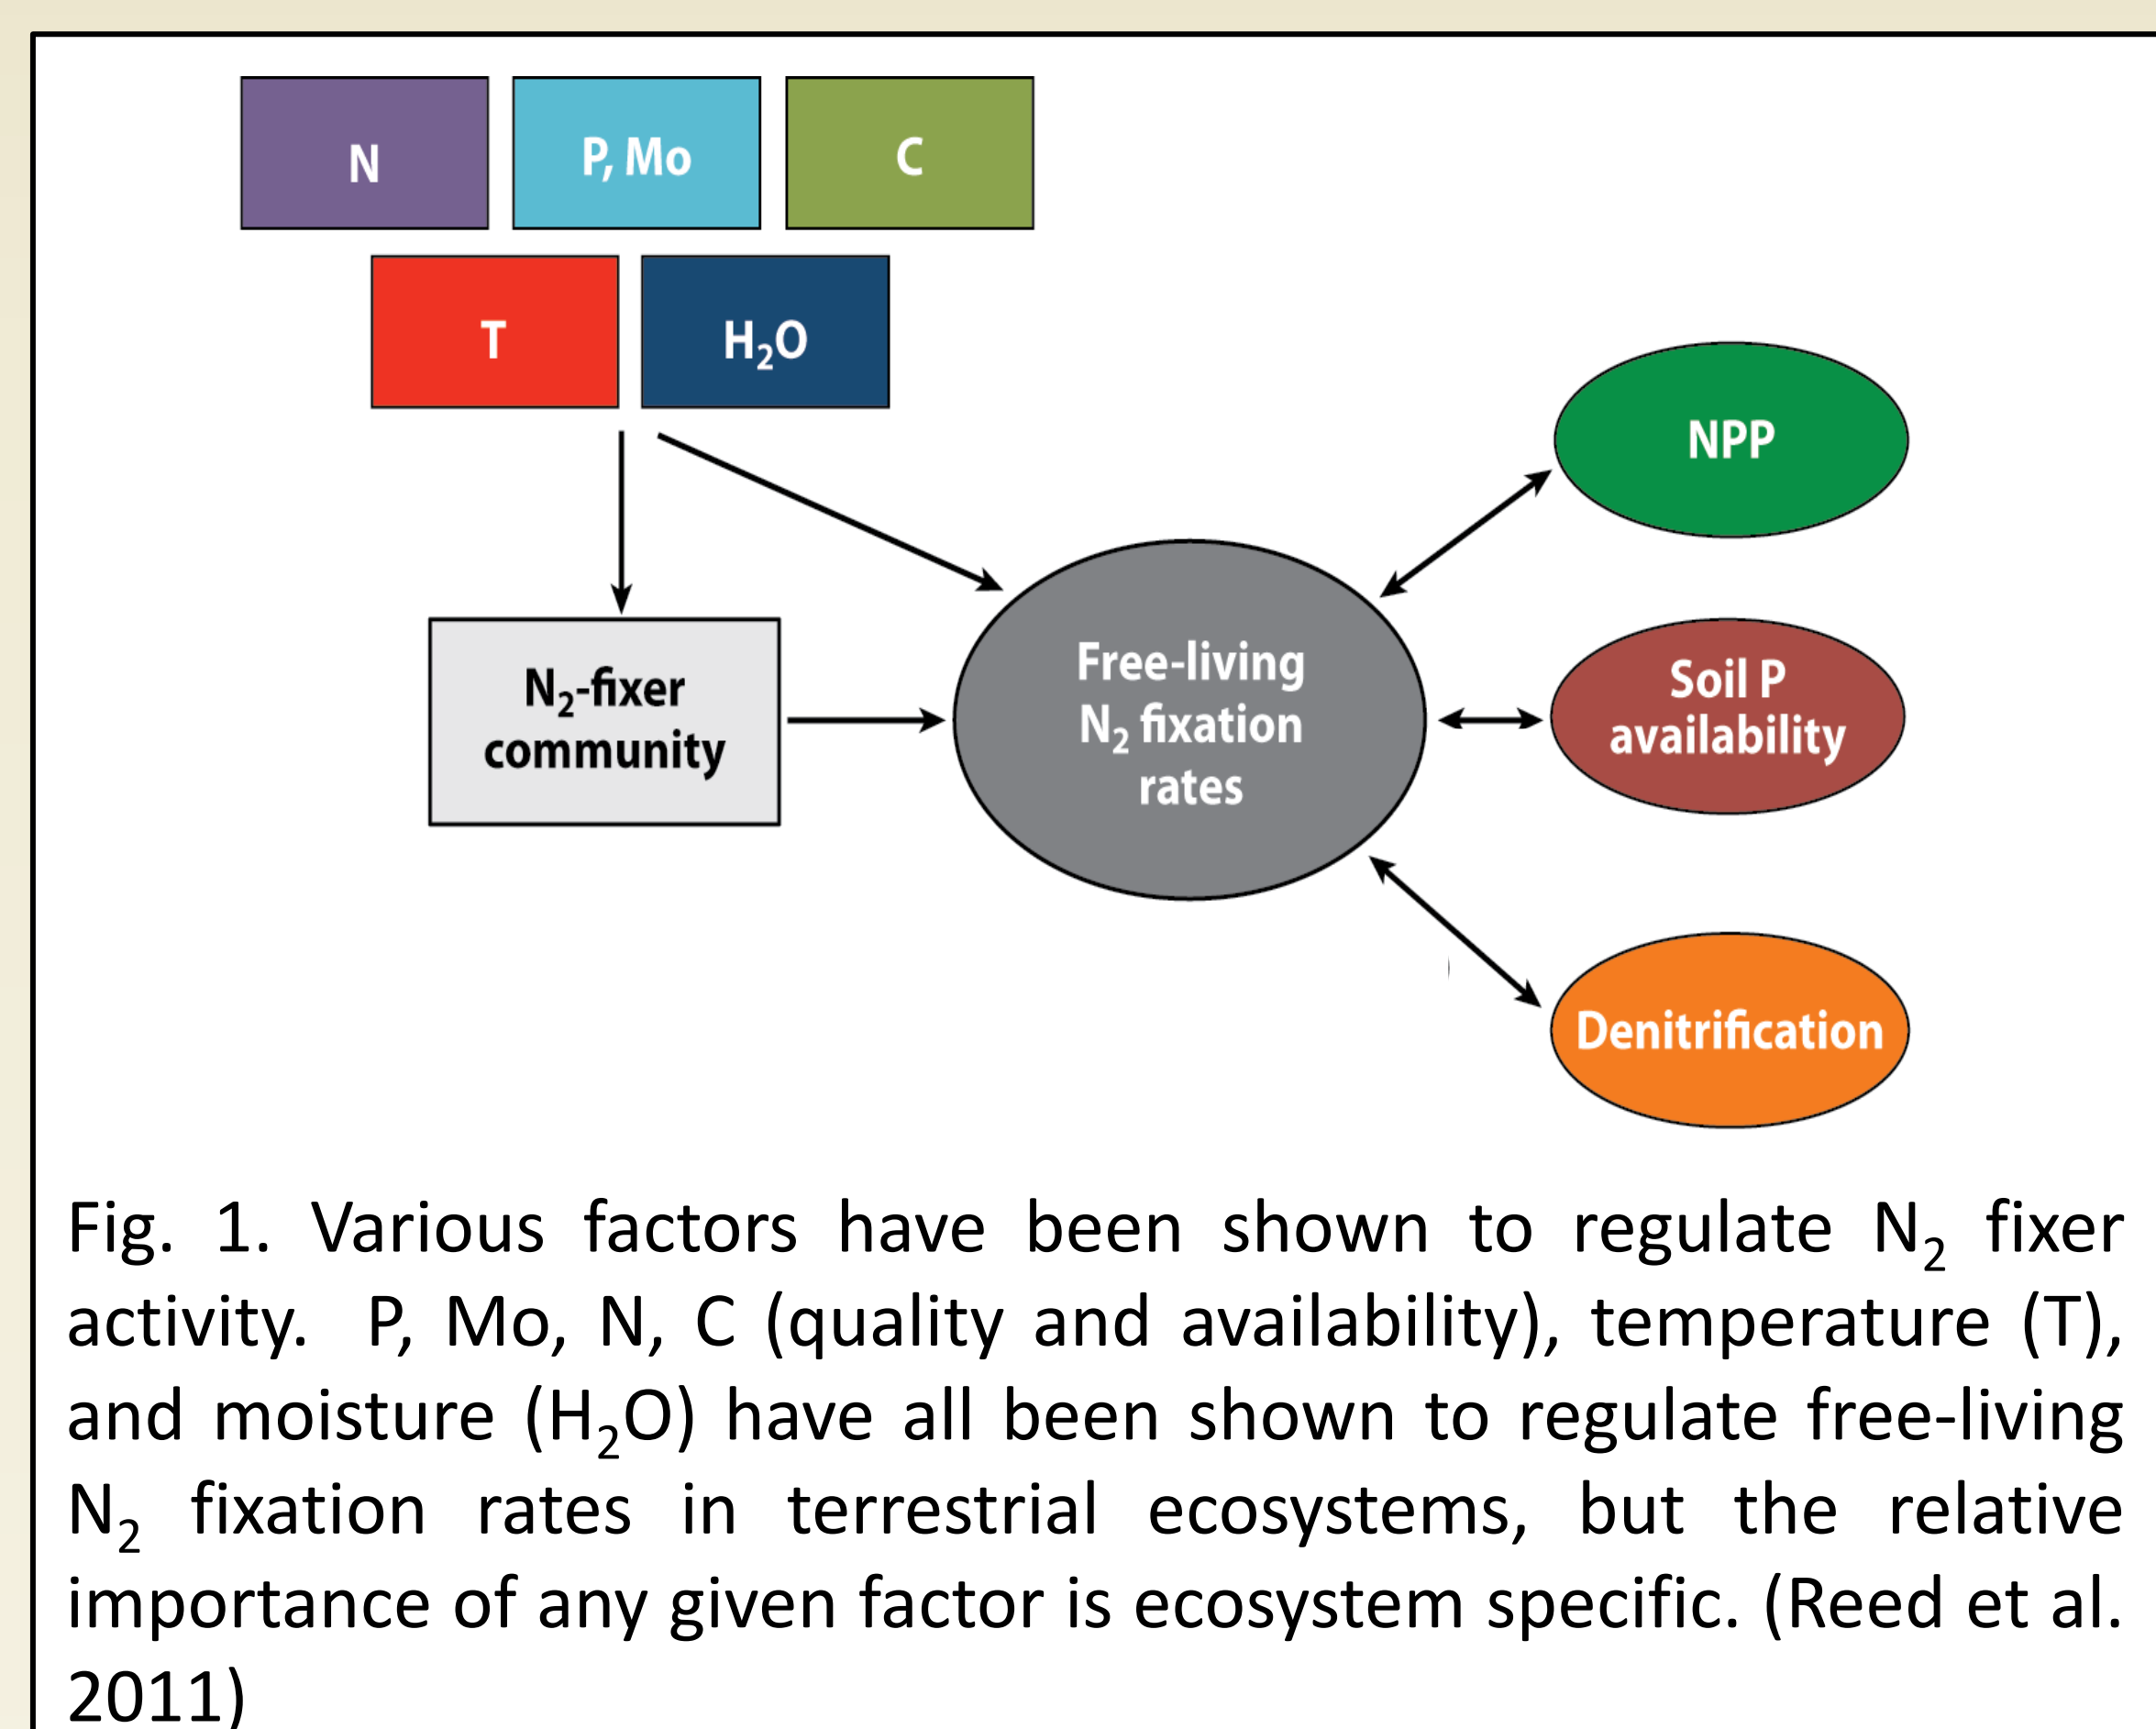 N
P, Mo
C
T
H₂O
NPP
N₂-fixer
community
Free-living
N₂ fixation
rates
Soil P
availability
Denitrification
Fig. 1. Various factors have been shown to regulate N₂ fixer
activity. P, Mo, N, C (quality and availability), temperature (T),
and moisture (H₂O) have all been shown to regulate free-living
N₂ fixation rates in terrestrial ecosystems, but the relative
importance of any given factor is ecosystem specific. (Reed et al.
2011)